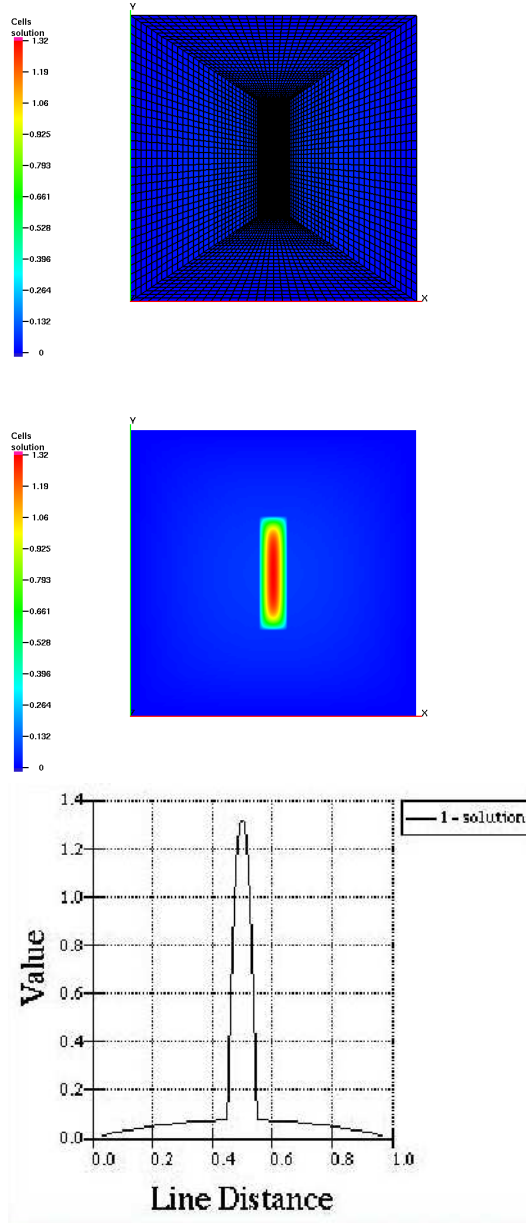 Y
Cells
solution
1.32
1.19
1.06
0.925
0.793
0.661
0.528
0.396
0.264
0.132
0
X
Y
Cells
solution
1.32
1.19
1.06
0.925
0.793
0.661
0.528
0.396
0.264
0.132
0
X
1.4
1.2
1.0
0.8
0.6
0.4
0.2
0.0
Value
0.0 0.2 0.4 0.6 0.8 1.0
Line Distance
1 - solution